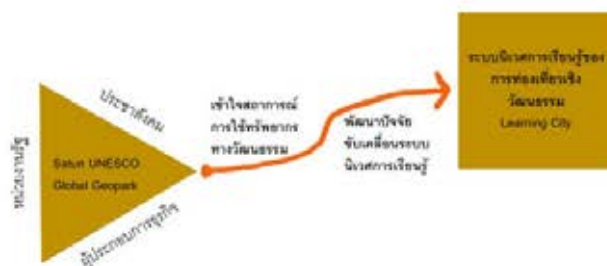 หน่วยงานรัฐ
ประชาสังคม
Satun UNESCO
Global Geopark
ผู้ประกอบการธุรกิจ
เข้าใจสถาการณ์
การใช้ทรัพยากร
ทางวัฒนธรรม
พัฒนาปัจจัย
ขับเคลื่อนระบบ
นิเวศการเรียนรู้
ระบบนิเวศการเรียนรู้ของ
การท่องเที่ยวเชิง
วัฒนธรรม
Learning City